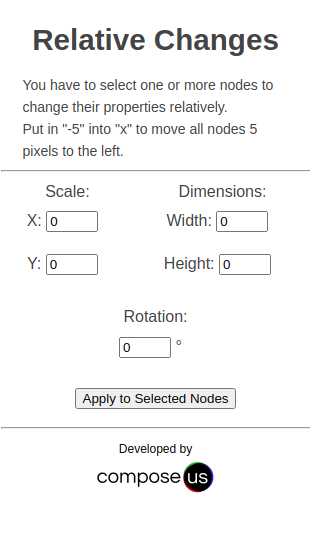 Relative Changes
You have to select one or more nodes to
change their properties relatively.
Put in "-5" into "x" to move all nodes 5
pixels to the left.
Scale: Dimensions:
X: 0 Width: 0
Y: 0 Height: 0
Rotation:
0 °
Apply to Selected Nodes
Developed by
compose us